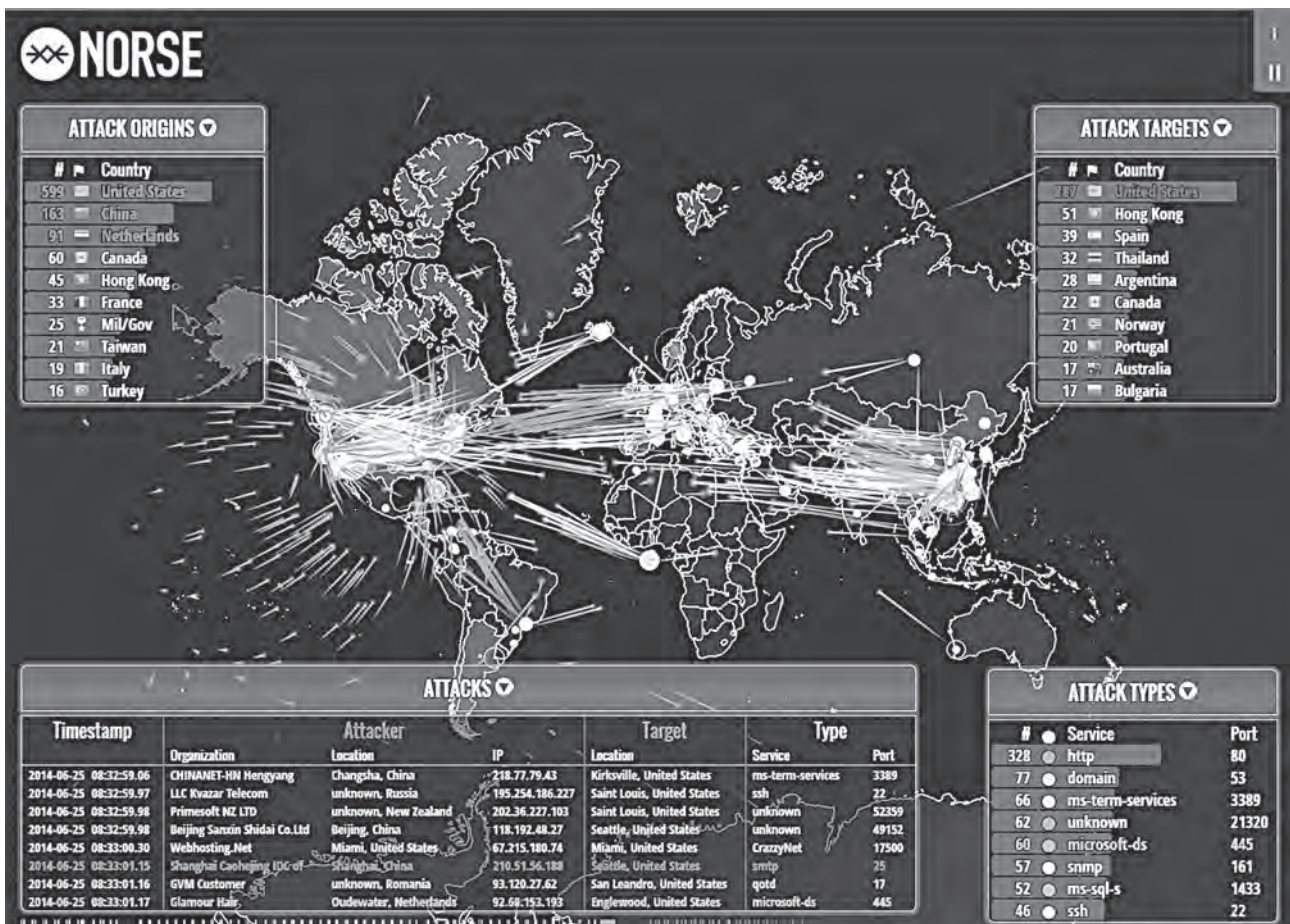 NORSE
ATTACK ORIGINS
# Country
599 United States
163 China
91 Netherlands
60 Canada
45 Hong Kong
33 France
25 Mil/Gov
21 Taiwan
19 Italy
16 Turkey
ATTACK TARGETS
# Country
United States
51 Hong Kong
39 Spain
32 Thailand
28 Argentina
22 Canada
21 Norway
20 Portugal
17 Australia
17 Bulgaria
ATTACKS
Timestamp Attacker Target Type
Organization Location IP Location Service Port
2014-06-25 08:32:59.06 CHINANET-HN Hengyang Changsha, China 218.77.79.43 Kirksville, United States ms-term-services 3389
2014-06-25 08:32:59.97 LLC Kvazar Telecom unknown, Russia 195.254.186.227 Saint Louis, United States ssh 22
2014-06-25 08:32:59.98 Primesoft NZ LTD unknown, New Zealand 202.36.227.103 Saint Louis, United States unknown 52359
2014-06-25 08:32:59.98 Beijing Sanxin Shidai Co.Ltd Beijing, China 118.192.48.27 Seattle, United States unknown 49152
2014-06-25 08:33:00.30 Webhosting.Net Miami, United States 67.215.180.74 Miami, United States CrazzyNet 17500
2014-06-25 08:33:01.15 Shanghai Caohejing IDC of Shanghai, China 210.51.56.188 Seattle, United States smtp 25
2014-06-25 08:33:01.16 GVM Customer unknown, Romania 93.120.27.62 San Leandro, United States qotd 17
2014-06-25 08:33:01.17 Glamour Hair Oudewater, Netherlands 92.68.153.193 Englewood, United States microsoft-ds 445
ATTACK TYPES
# Service Port
328 http 80
77 domain 53
66 ms-term-services 3389
62 unknown 21320
60 microsoft-ds 445
57 snmp 161
52 ms-sql-s 1433
46 ssh 22